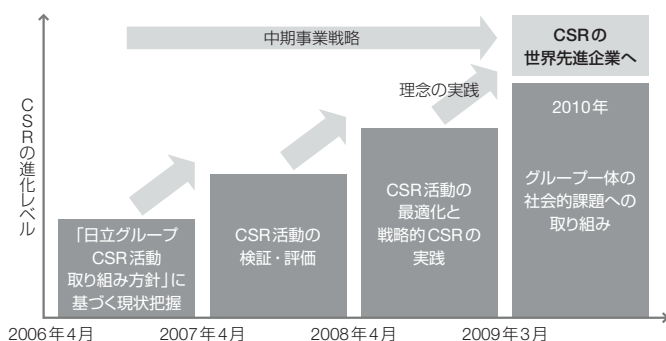 中期事業戦略
CSRの
世界先進企業へ
理念の実践
2010年
グループ一体の
社会的課題への
取り組み
CSR活動の
最適化と
戦略的CSRの
実践
CSR活動の
検証・評価
「日立グループ
CSR活動
取り組み方針」に
基づく現状把握
CSRの進化レベル
2006年4月
2007年4月
2008年4月
2009年3月